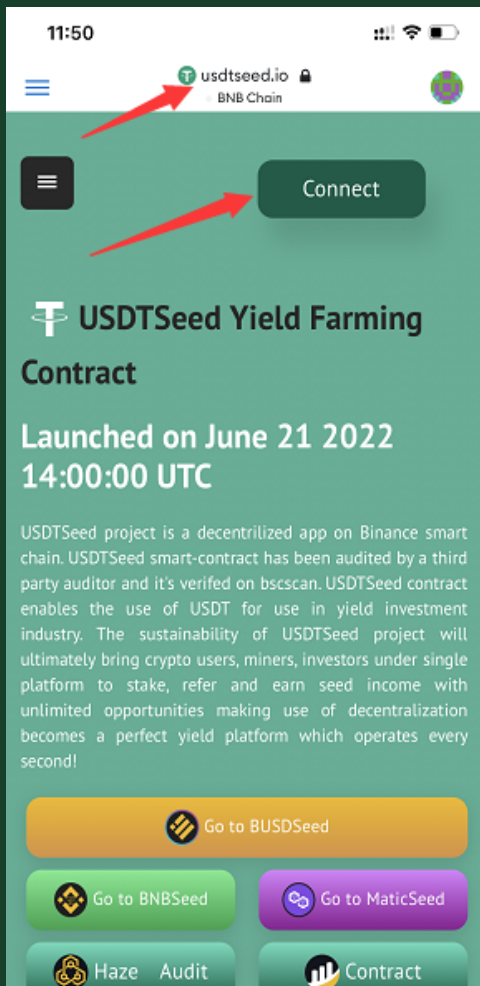 11:50
usdtseed.io
BNB Chain
Connect
USDTSeed Yield Farming
Contract
Launched on June 21 2022
14:00:00 UTC
USDTSeed project is a decentrilized app on Binance smart
chain. USDTSeed smart-contract has been audited by a third
party auditor and it's verifed on bscscan. USDTSeed contract
enables the use of USDT for use in yield investment
industry. The sustainability of USDTSeed project will
ultimately bring crypto users, miners, investors under single
platform to stake, refer and earn seed income with
unlimited opportunities making use of decentralization
becomes a perfect yield platform which operates every
second!
Go to BUSDSeed
Go to BNBSeed
Go to MaticSeed
Haze Audit
Contract